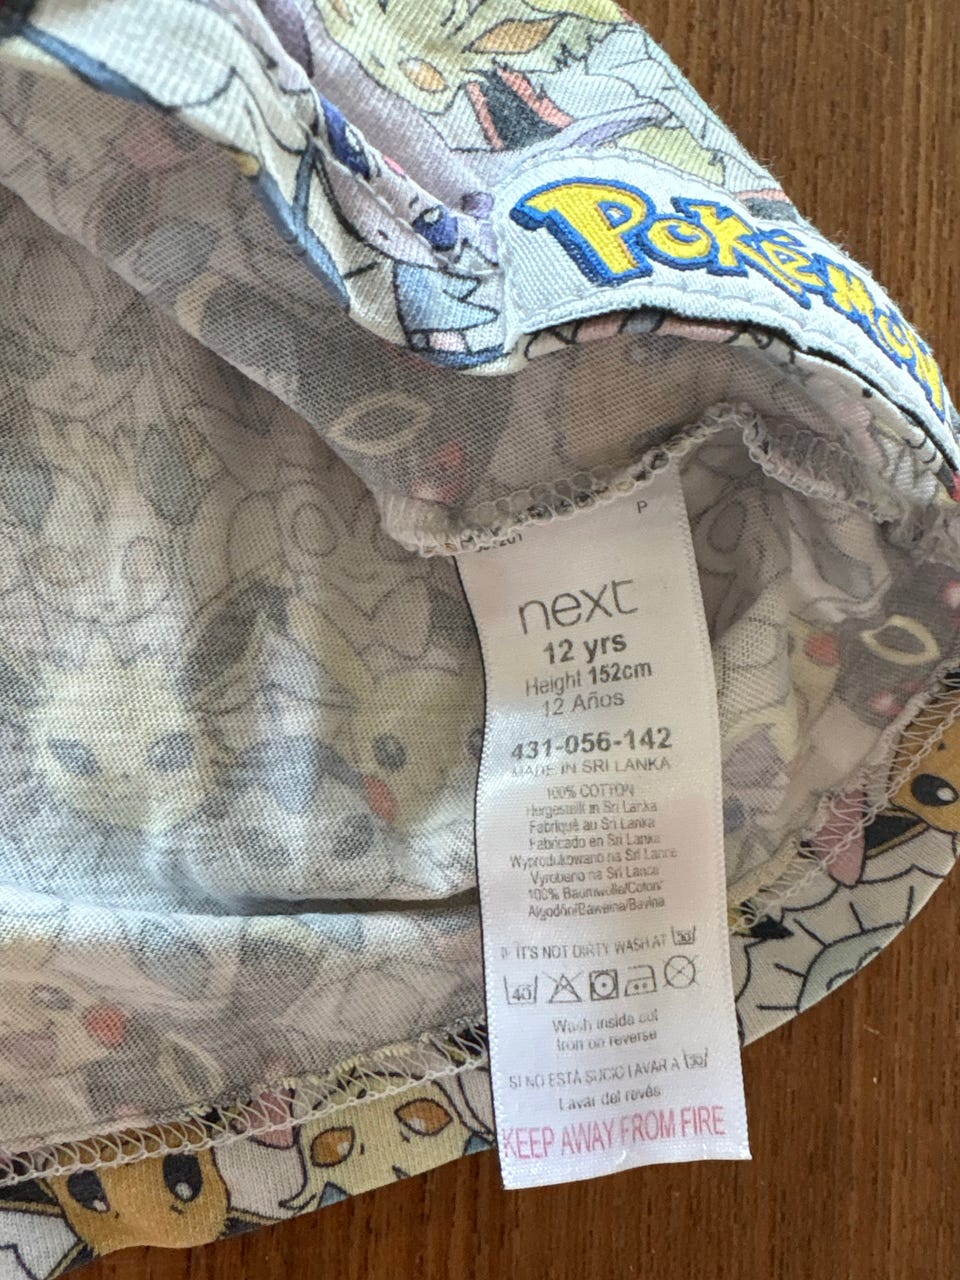 Pokémon
P
next
12 yrs
Height 152cm
12 Años
431-056-142
MADE IN SRI LANKA
100% COTTON
Hergestellt in Sri Lanka
Fabriqué au Sri Lanka
Fabricado en Sri Lanka
Wyprodukowano na Sri Lance
Vyrobeno na Sri Lance
100% Baumwolle/Coton/
Algodón/Bawełna/Bavlna
IF IT'S NOT DIRTY WASH AT 30
40
Wash inside out
Iron on reverse
SI NO ESTÁ SUCIO LAVAR A 30
Lavar del revés
KEEP AWAY FROM FIRE